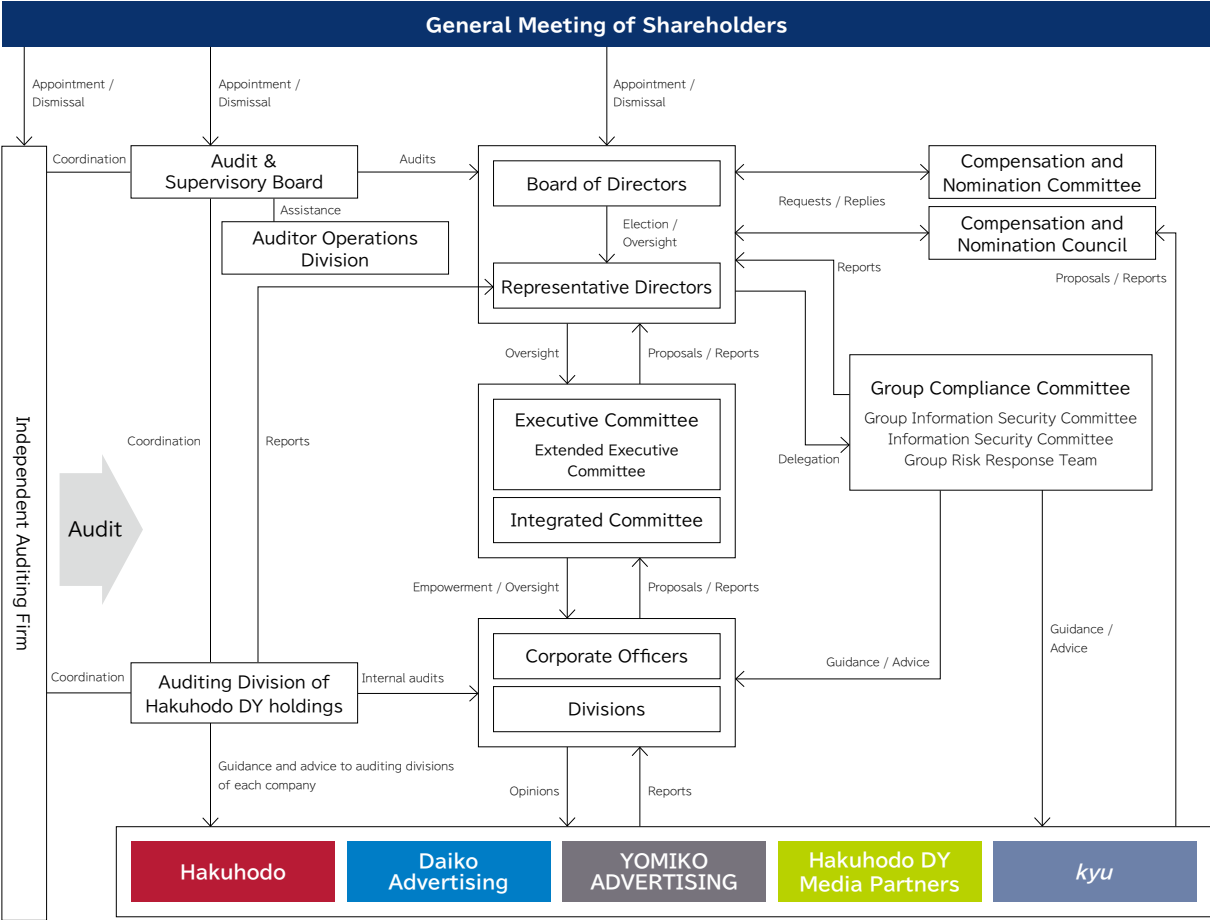 General Meeting of Shareholders
Appointment /
Dismissal
Appointment /
Dismissal
Appointment /
Dismissal
Independent Auditing Firm
Coordination
Audit &
Supervisory Board
Audits
Assistance
Auditor Operations
Division
Board of Directors
Election /
Oversight
Representative Directors
Requests / Replies
Compensation and
Nomination Committee
Compensation and
Nomination Council
Reports
Proposals / Reports
Oversight
Proposals / Reports
Executive Committee
Extended Executive
Committee
Integrated Committee
Delegation
Group Compliance Committee
Group Information Security Committee
Information Security Committee
Group Risk Response Team
Coordination
Reports
Audit
Empowerment / Oversight
Proposals / Reports
Corporate Officers
Divisions
Guidance / Advice
Guidance /
Advice
Coordination
Auditing Division of
Hakuhodo DY holdings
Internal audits
Guidance and advice to auditing divisions
of each company
Opinions
Reports
Hakuhodo
Daiko
Advertising
YOMIKO
ADVERTISING
Hakuhodo DY
Media Partners
kyu